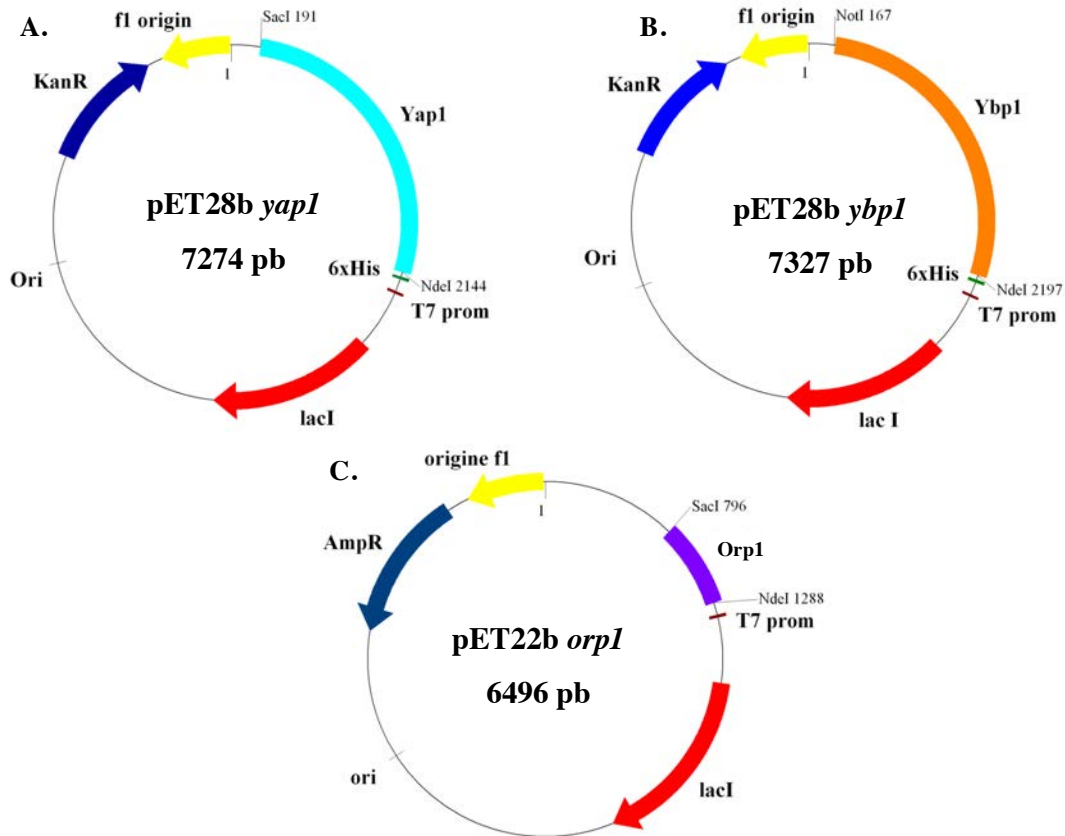 A.
f1 origin
SacI 191
KanR
1
Yap1
pET28b yap1
7274 pb
Ori
6xHis
NdeI 2144
T7 prom
lacI
B.
f1 origin
NotI 167
KanR
1
Ybp1
pET28b ybp1
7327 pb
Ori
6xHis
NdeI 2197
T7 prom
lac I
C.
origine f1
SacI 796
1
AmpR
Orp1
NdeI 1288
T7 prom
pET22b orp1
6496 pb
ori
lacI